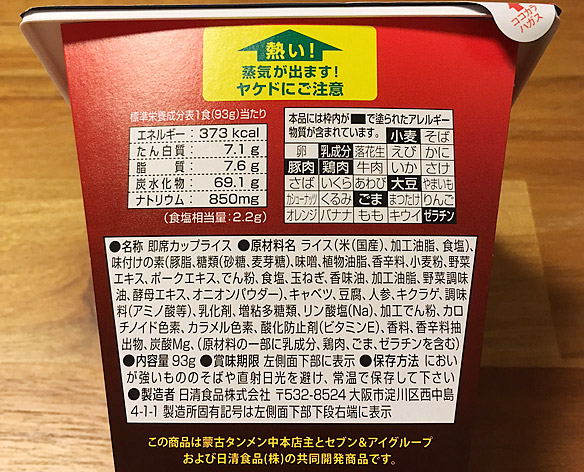 ココカラ
ハガス
熱い!
蒸気が出ます!
ヤケドにご注意
標準栄養成分表1食(93g)当たり
エネルギー: 373 kcal
たん白質 : 7.1 g
脂質 : 7.6 g
炭水化物 : 69.1 g
ナトリウム : 850mg
(食塩相当量:2.2g)
本品には枠内が■で塗られたアレルギー
物質が含まれています。 小麦 そば
卵 乳成分 落花生 えび かに
豚肉 鶏肉 牛肉 いか さけ
さば いくら あわび 大豆 やまいも
カシューナッツ くるみ ごま まつたけ りんご
オレンジ バナナ もも キウイ ゼラチン
●名称 即席カップライス ●原材料名 ライス(米(国産)、加工油脂、食塩)、
味付けの素(豚脂、糖類(砂糖、麦芽糖)、味噌、植物油脂、香辛料、小麦粉、野菜
エキス、ポークエキス、でん粉、食塩、玉ねぎ、香味油、加工油脂、野菜調味
油、酵母エキス、オニオンパウダー)、キャベツ、豆腐、人参、キクラゲ、調味
料(アミノ酸等)、乳化剤、増粘多糖類、リン酸塩(Na)、加工でん粉、カロ
チノイド色素、カラメル色素、酸化防止剤(ビタミンE)、香料、香辛料抽
出物、炭酸Mg、(原材料の一部に乳成分、鶏肉、ごま、ゼラチンを含む)
●内容量 93g ●賞味期限 左側面下部に表示 ●保存方法 におい
が強いもののそばや直射日光を避け、常温で保存して下さい
●製造者 日清食品株式会社 〒532-8524 大阪市淀川区西中島
4-1-1 製造所固有記号は左側面下部下段右端に表示
この商品は蒙古タンメン中本店主とセブン&アイグループ
および日清食品(株)の共同開発商品です。